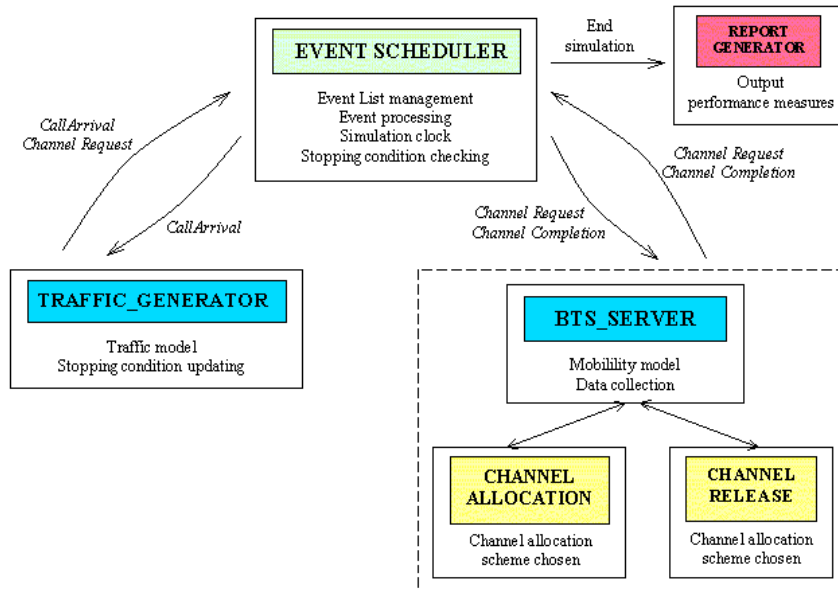 EVENT SCHEDULER
Event List management
Event processing
Simulation clock
Stopping condition checking
End
simulation
REPORT
GENERATOR
Output
performance measures
CallArrival
Channel Request
CallArrival
Channel Request
Channel Completion
Channel Request
Channel Completion
TRAFFIC_GENERATOR
Traffic model
Stopping condition updating
BTS_SERVER
Mobilility model
Data collection
CHANNEL
ALLOCATION
Channel allocation
scheme chosen
CHANNEL
RELEASE
Channel allocation
scheme chosen